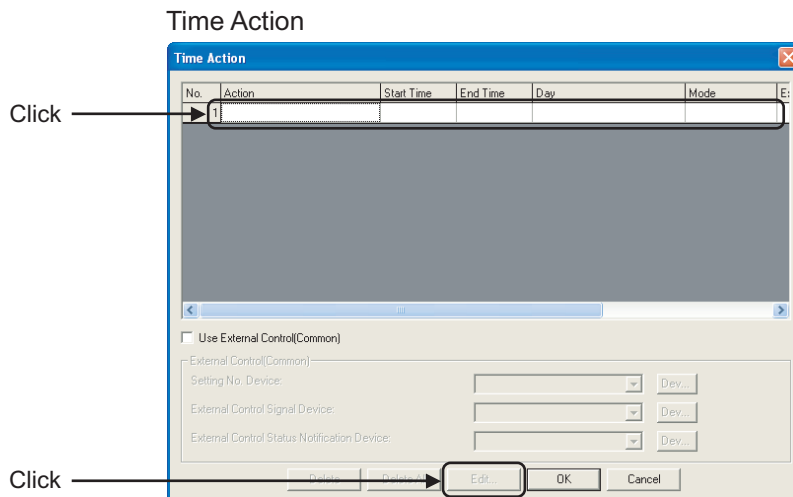 Time Action
Time Action
No. Action Start Time End Time Day Mode
Click
1
Use External Control(Common)
External Control(Common)
Setting No. Device: Dev...
External Control Signal Device: Dev...
External Control Status Notification Device: Dev...
Click
Delete Delete All Edit... OK Cancel